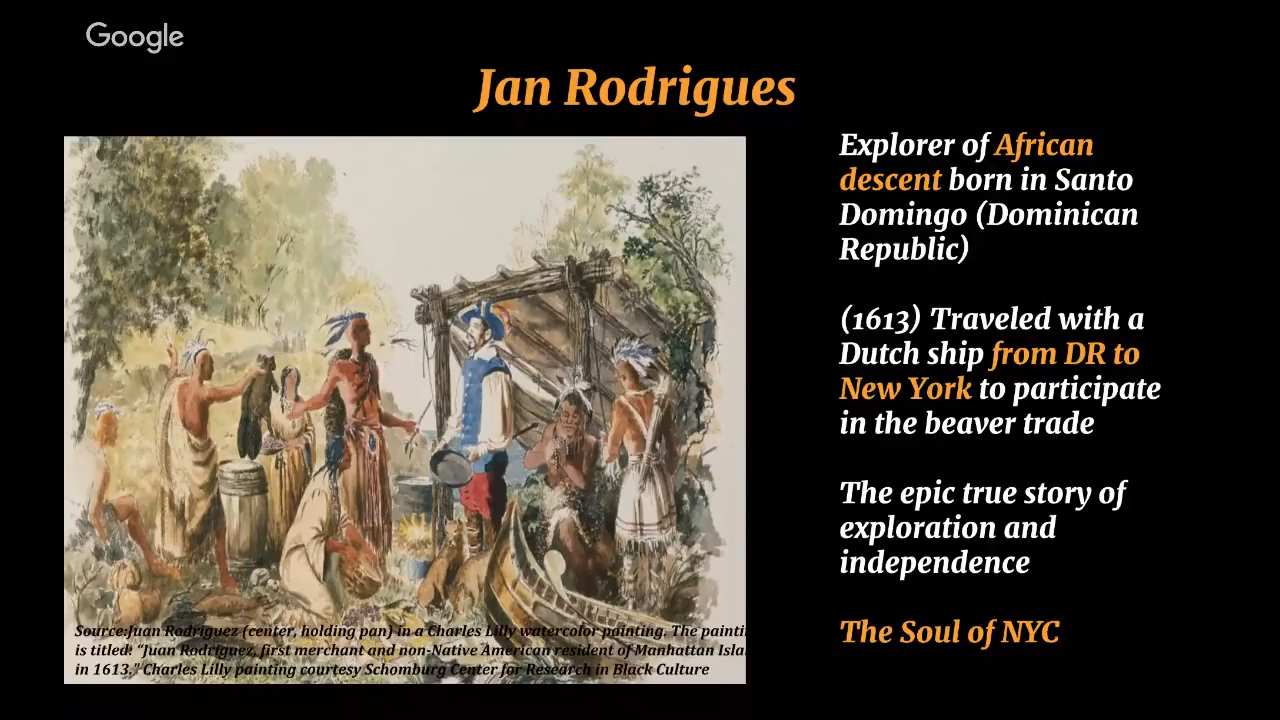 Google
Jan Rodrigues
Explorer of African
descent born in Santo
Domingo (Dominican
Republic)
(1613) Traveled with a
Dutch ship from DR to
New York to participate
in the beaver trade
The epic true story of
exploration and
independence
The Soul of NYC
Source:Juan Rodriguez (center, holding pan) in a Charles Lilly watercolor painting. The
is titled: "Juan Rodriguez, first merchant and non-Native American resident of Manhattan
in 1613." Charles Lilly painting courtesy Schomburg Center for Research in Black Culture